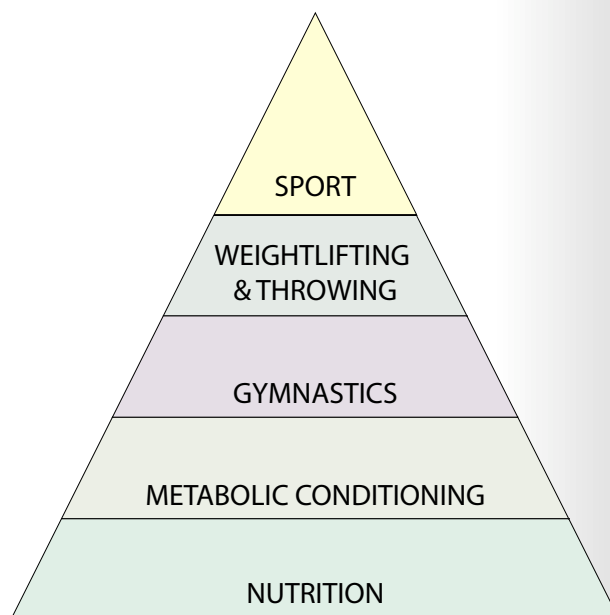 SPORT
WEIGHTLIFTING
& THROWING
GYMNASTICS
METABOLIC CONDITIONING
NUTRITION